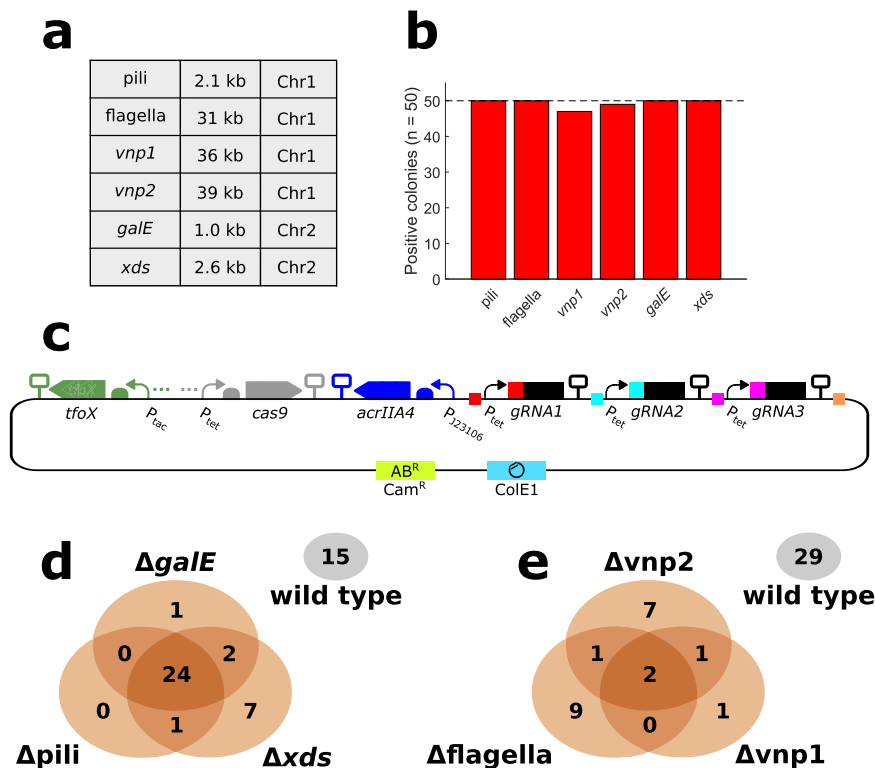 a
pili 2.1 kb Chr1
flagella 31 kb Chr1
vnp1 36 kb Chr1
vnp2 39 kb Chr1
galE 1.0 kb Chr2
xds 2.6 kb Chr2
b
Positive colonies (n = 50)
50
40
30
20
10
0
pili flagella vnp1 vnp2 galE xds
c
tfoX Ptac Ptet cas9 acrIIA4 PJ23106 Ptet gRNA1 Ptet gRNA2 Ptet gRNA3
ABR
CamR ColE1
d
ΔgalE
15
wild type
1
0 2
24
0 7
1
Δpili Δxds
e
Δvnp2
29
wild type
7
1 1
2
9 1
0
Δflagella Δvnp1